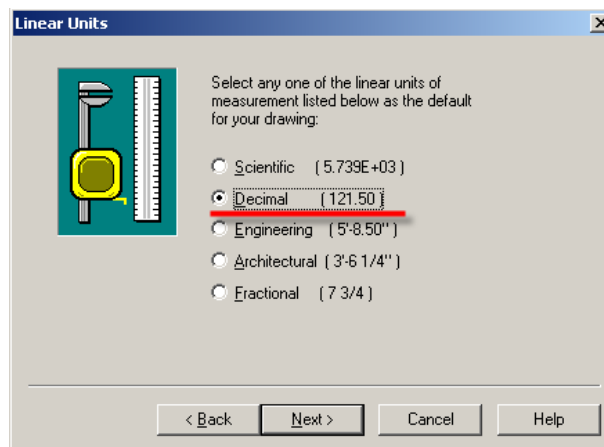 Linear Units
Select any one of the linear units of
measurement listed below as the default
for your drawing:
Scientific ( 5.739E+03 )
Decimal ( 121.50 )
Engineering ( 5'-8.50" )
Architectural ( 3'-6 1/4" )
Fractional ( 7 3/4 )
< Back Next > Cancel Help